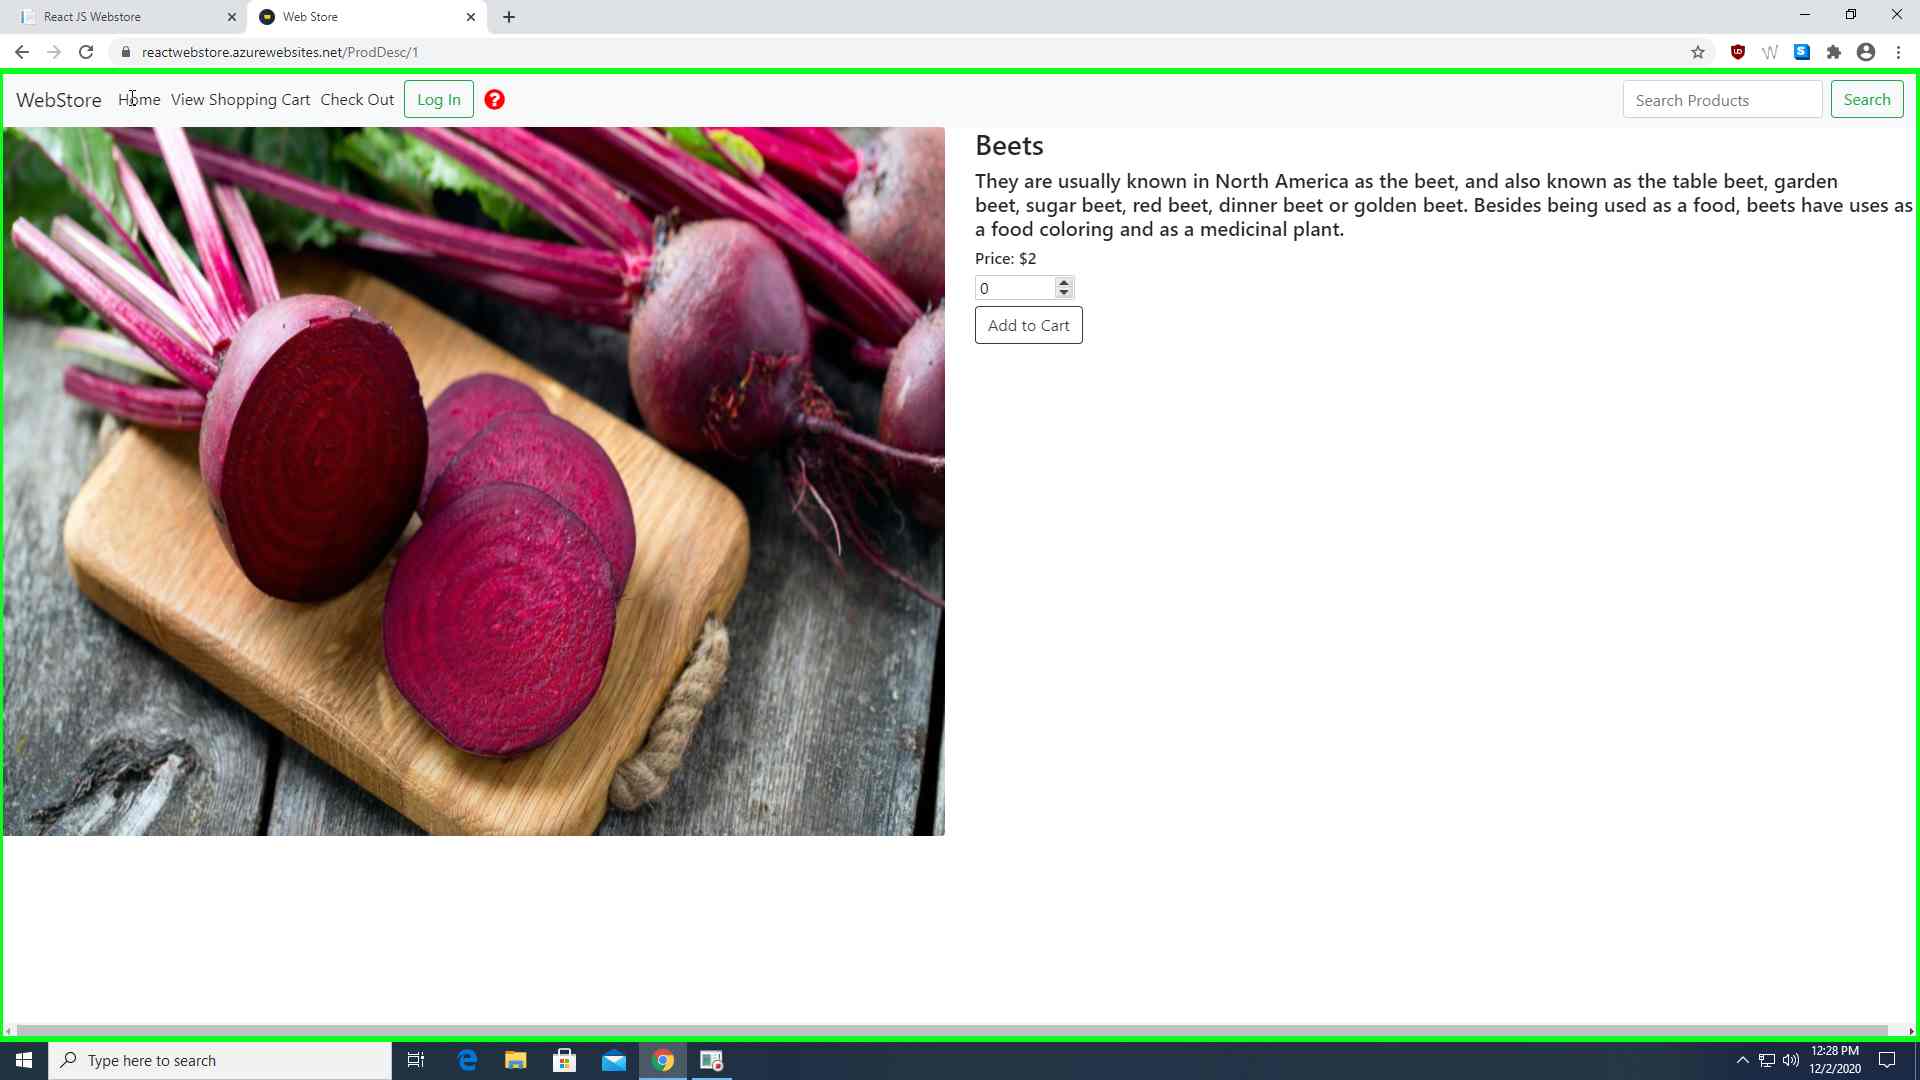 React JS Webstore
Web Store
reactwebstore.azurewebsites.net/ProdDesc/1
WebStore Home View Shopping Cart Check Out Log In ? Search Products Search
Beets
They are usually known in North America as the beet, and also known as the table beet, garden
beet, sugar beet, red beet, dinner beet or golden beet. Besides being used as a food, beets have uses as
a food coloring and as a medicinal plant.
Price: $2
0
Add to Cart
Type here to search
12:28 PM
12/2/2020